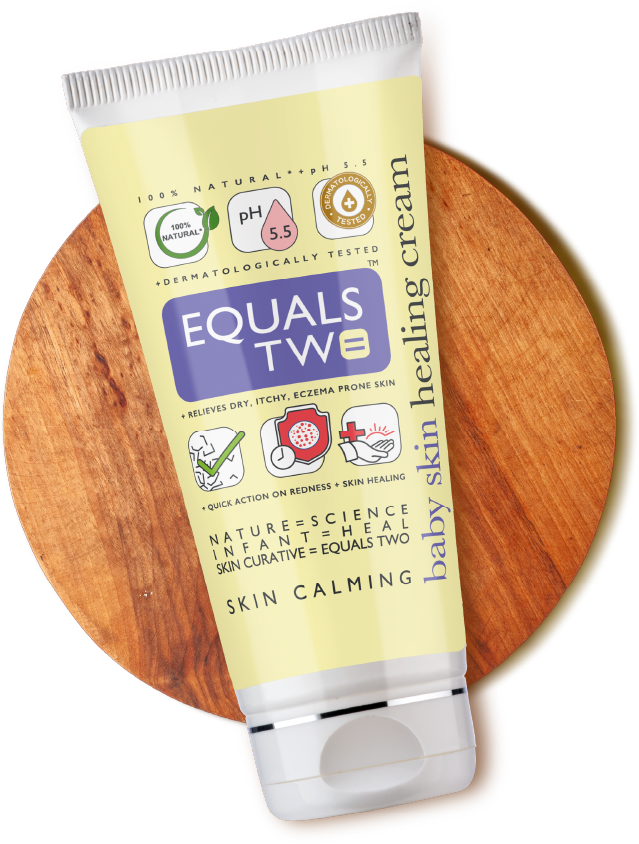 100% NATURAL*+pH 5.5
100%
NATURAL*
pH
5.5
DERMATOLOGICALLY
TESTED
+DERMATOLOGICALLY TESTED
TM
EQUALS
TW=
+ RELIEVES DRY, ITCHY, ECZEMA PRONE SKIN
+ QUICK ACTION ON REDNESS + SKIN HEALING
NATURE=SCIENCE
INFANT=HEAL
SKIN CURATIVE = EQUALS TWO
SKIN CALMING
baby skin healing cream